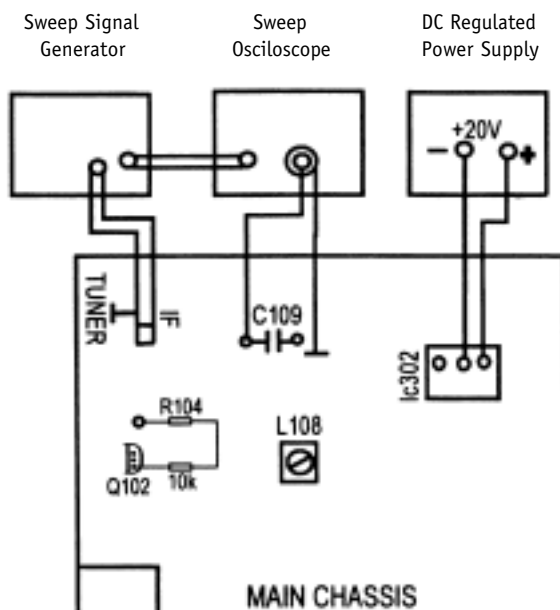 Sweep Signal
Generator
Sweep
Osciloscope
DC Regulated
Power Supply
− +20V +
TUNER
IF
C109
Ic302
R104
Q102
10k
L108
MAIN CHASSIS